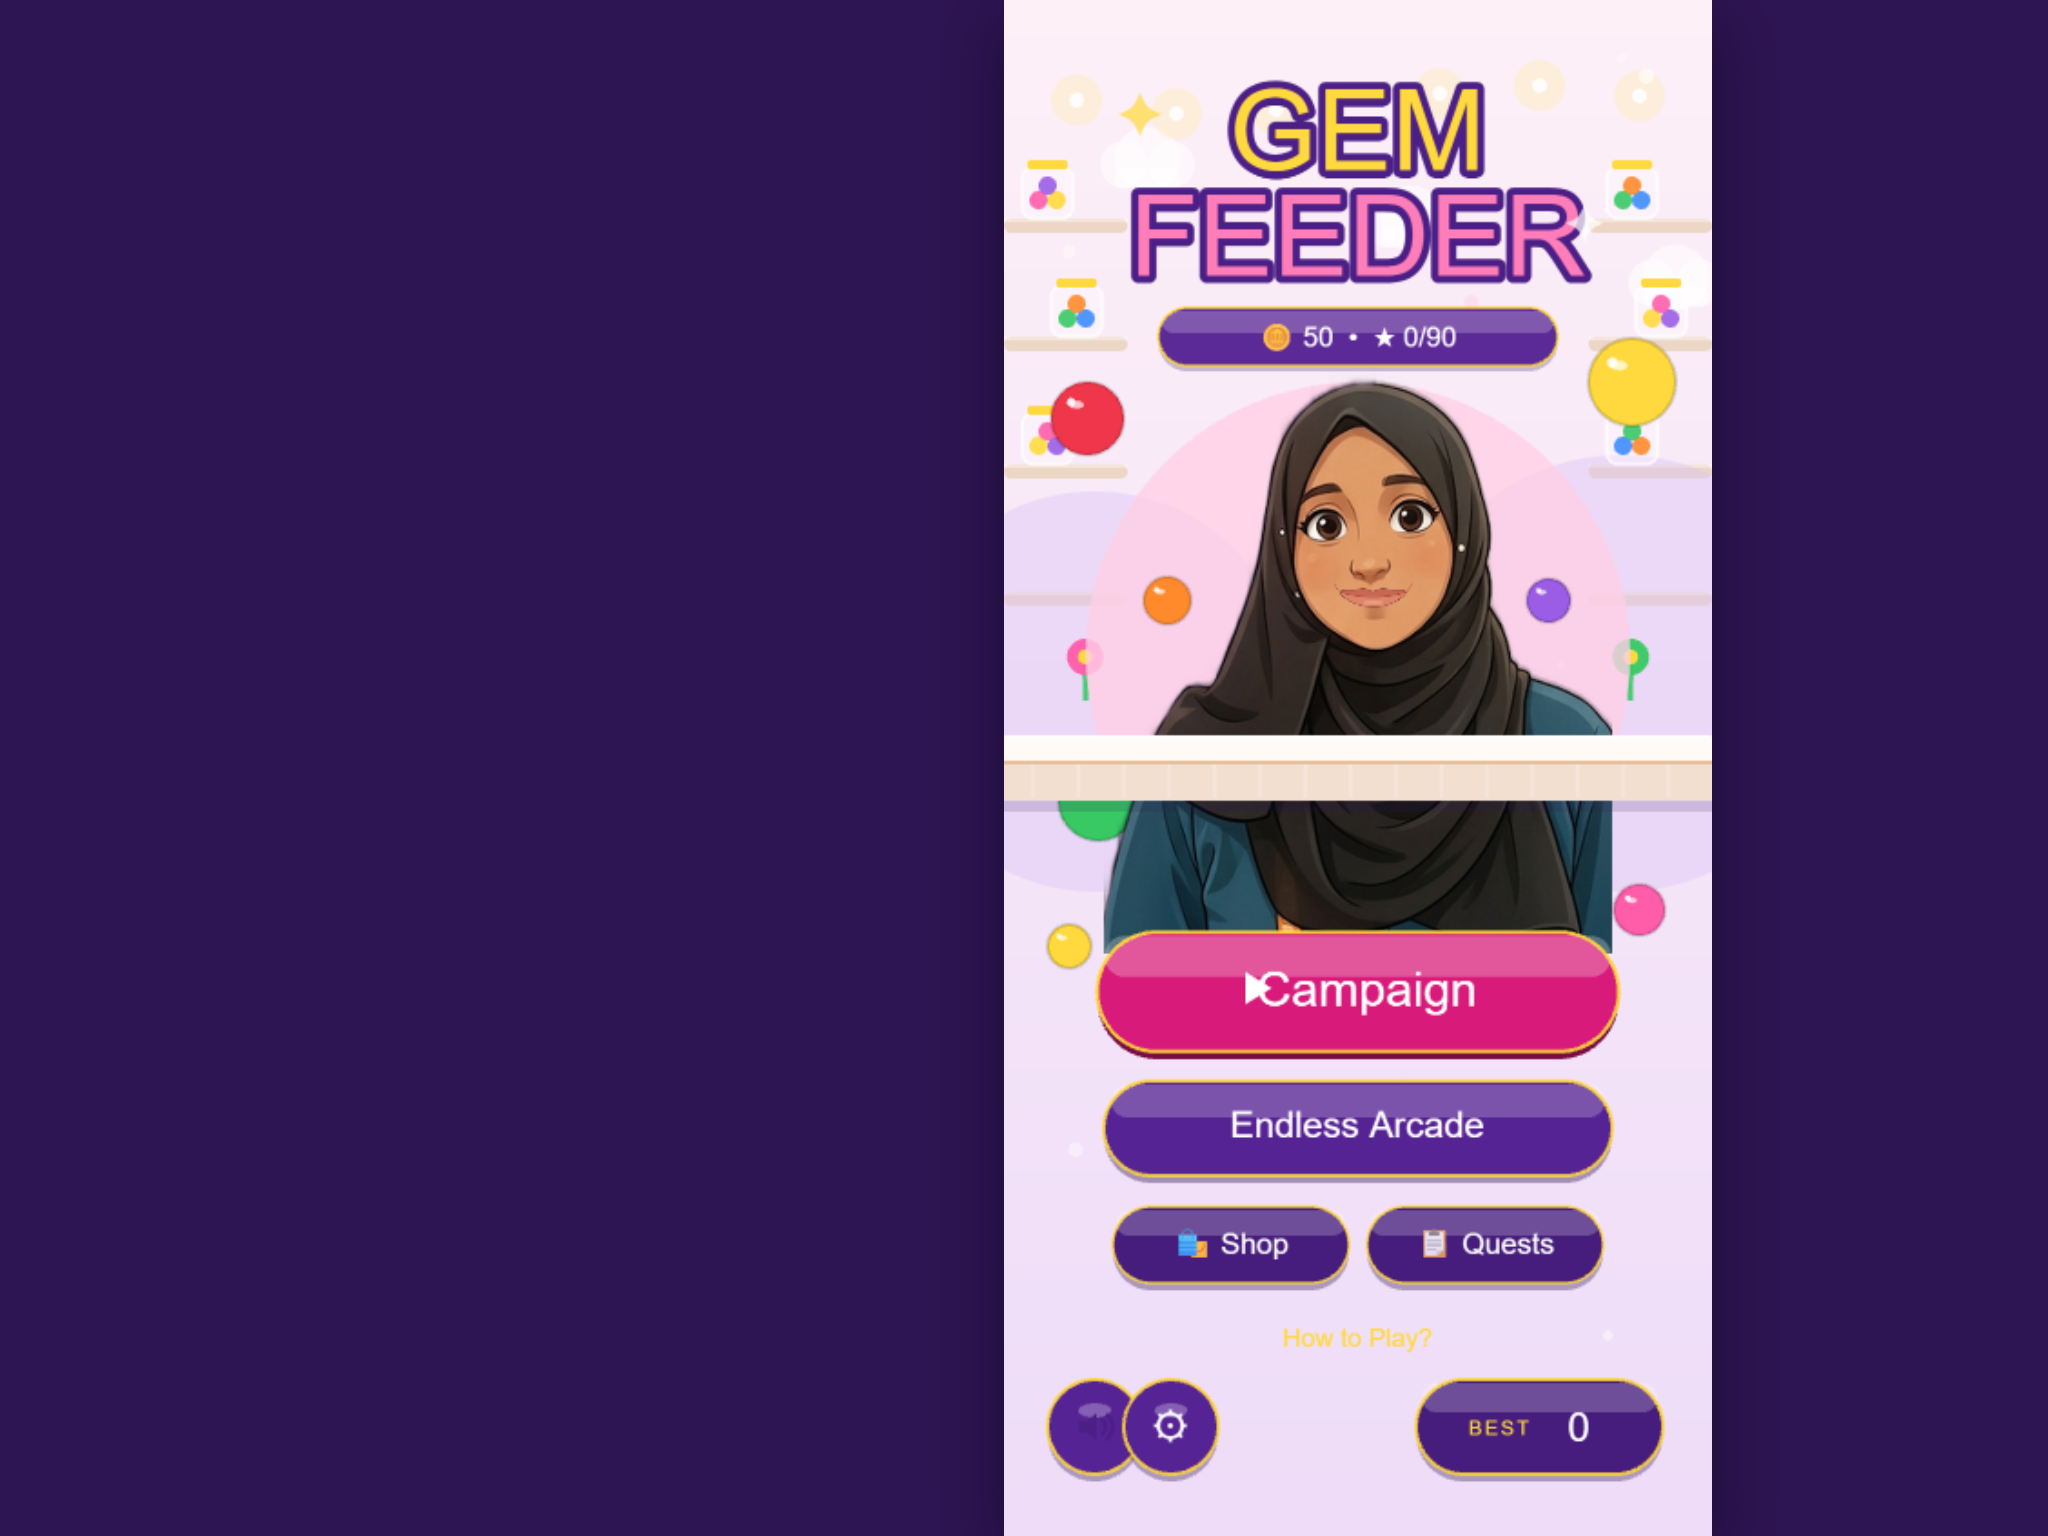 GEM
FEEDER
50 • ★ 0/90
Campaign
Endless Arcade
Shop
Quests
How to Play?
BEST 0